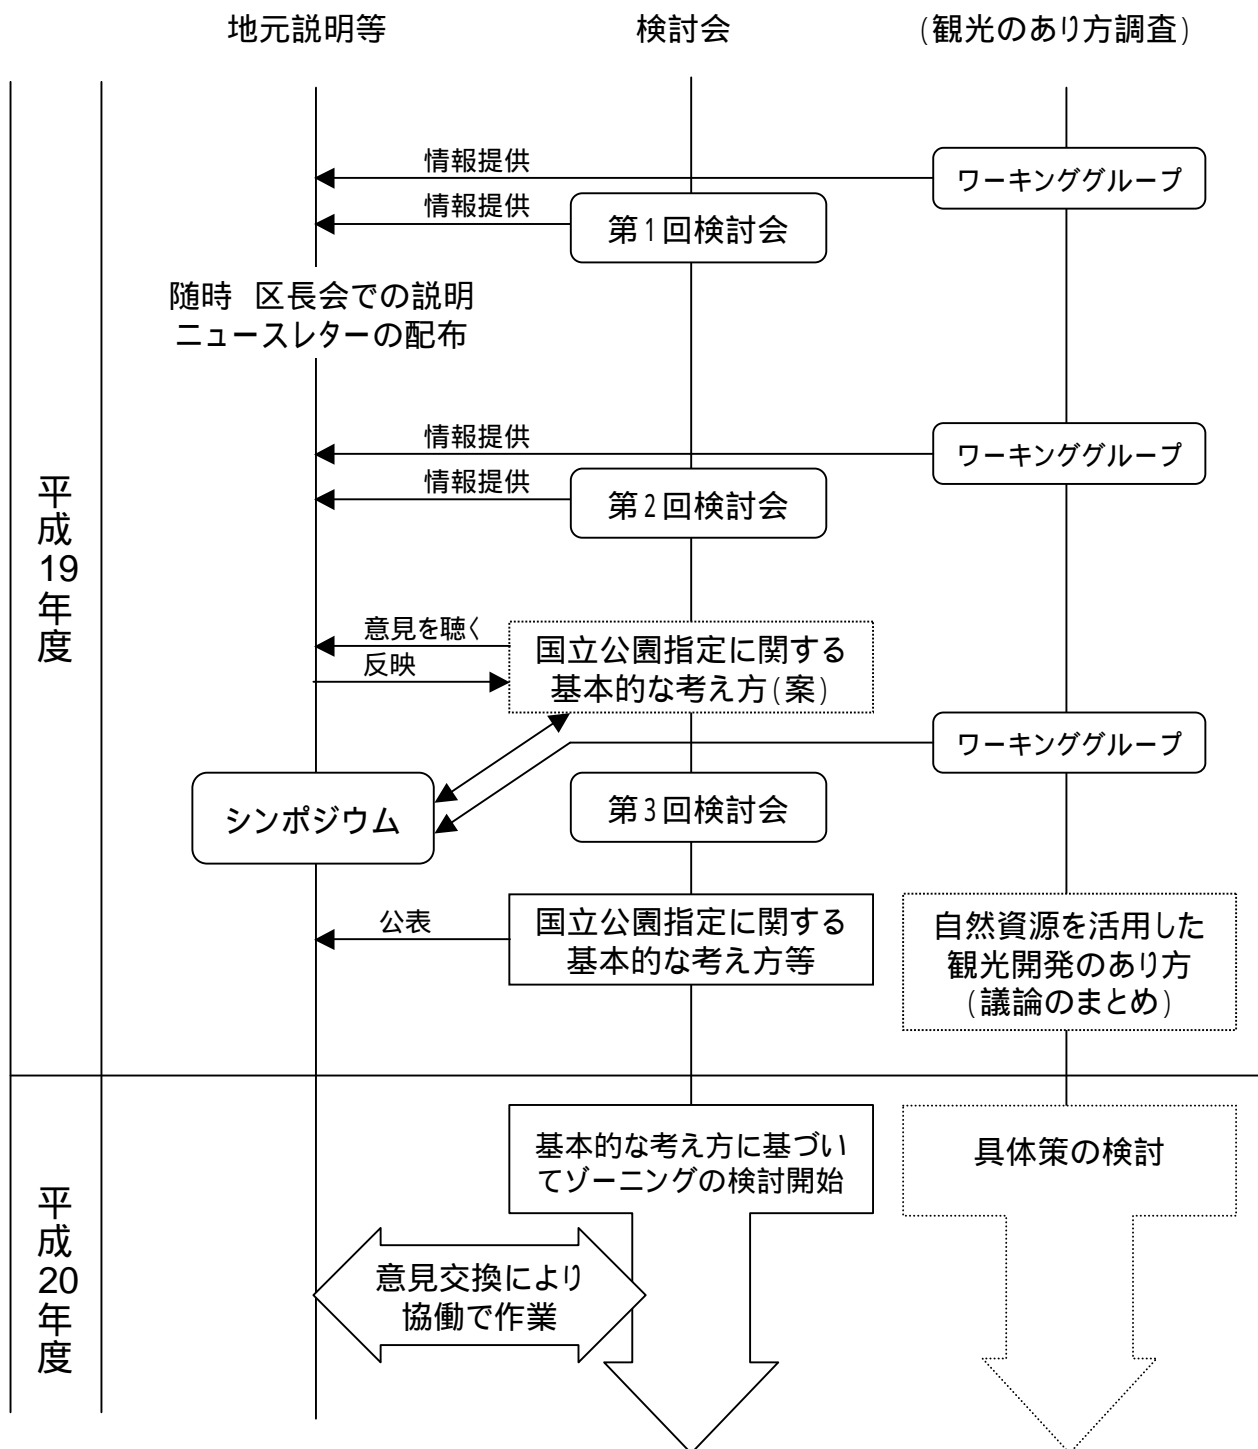 地元説明等
検討会
(観光のあり方調査)
平成19年度
情報提供
ワーキンググループ
情報提供
第1回検討会
随時 区長会での説明
ニュースレターの配布
情報提供
ワーキンググループ
情報提供
第2回検討会
意見を聴く
反映
国立公園指定に関する
基本的な考え方(案)
ワーキンググループ
シンポジウム
第3回検討会
公表
国立公園指定に関する
基本的な考え方等
自然資源を活用した
観光開発のあり方
(議論のまとめ)
平成20年度
基本的な考え方に基づい
てゾーニングの検討開始
具体策の検討
意見交換により
協働で作業